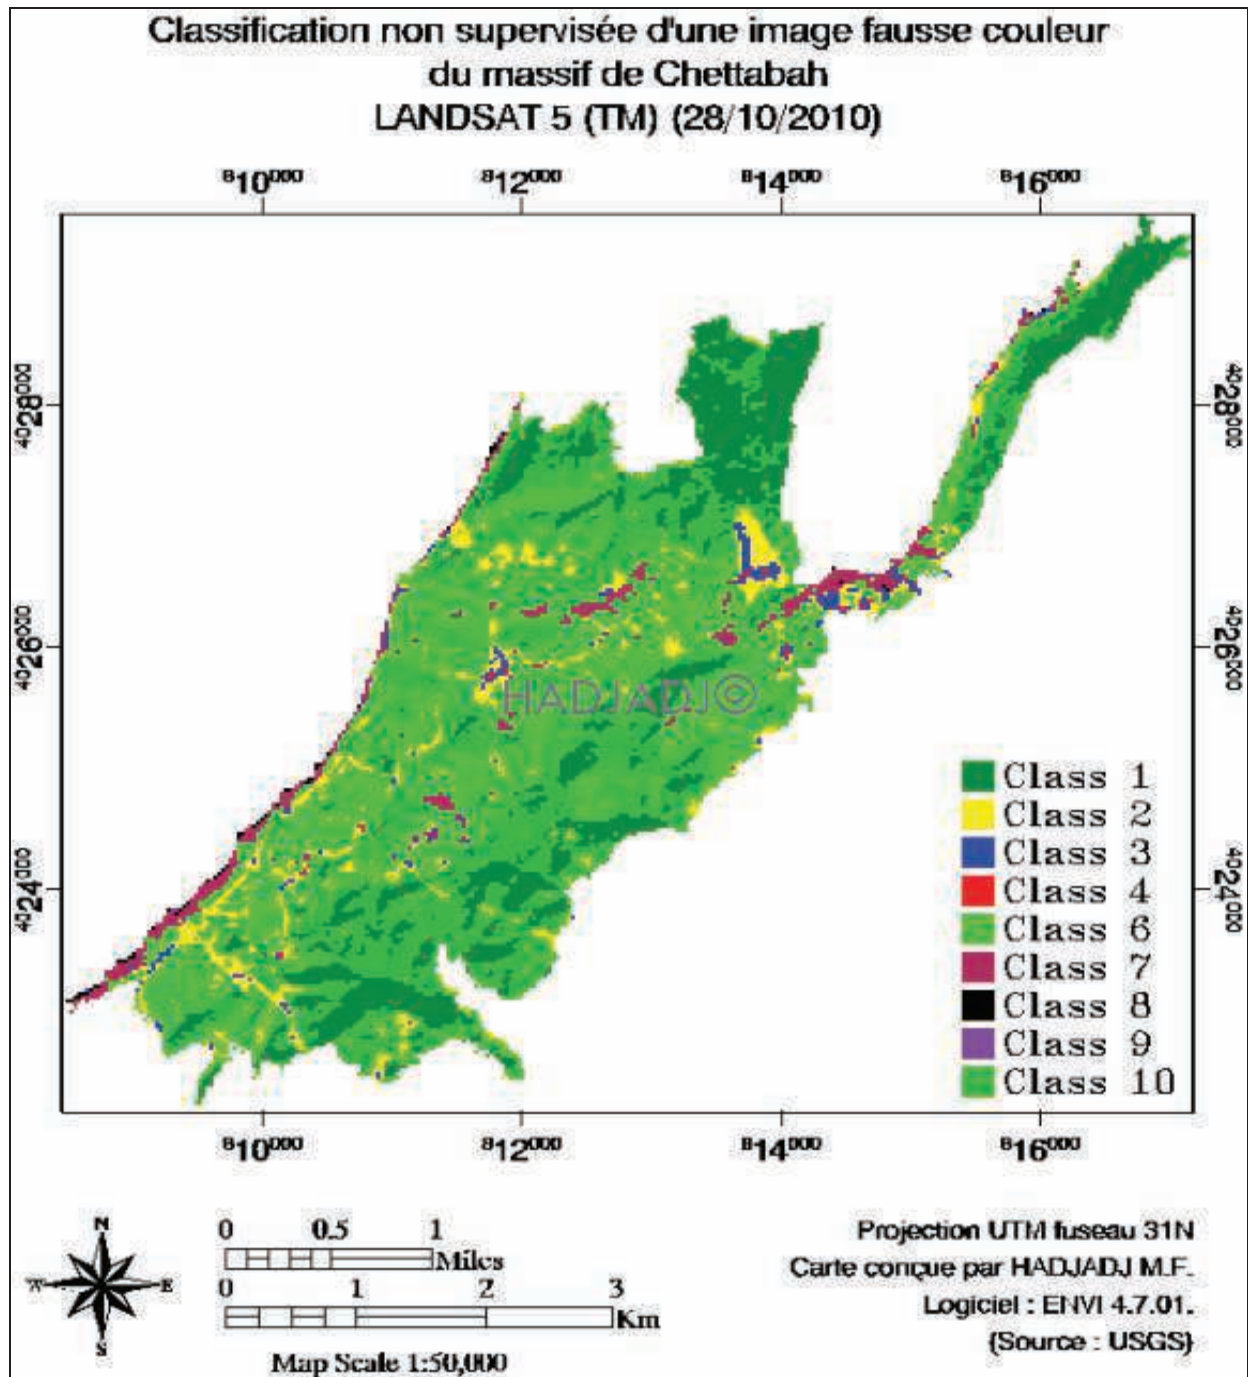 Classification non supervisée d'une image fausse couleur
du massif de Chettabah
LANDSAT 5 (TM) (28/10/2010)
810000 812000 814000 816000
4028000 4028000
4026000 4026000
HADJADJ©
Class 1
Class 2
Class 3
Class 4
4024000 4024000
Class 6
Class 7
Class 8
Class 9
Class 10
810000 812000 814000 816000
N
W E
S
0 0.5 1
Miles
0 1 2 3
Km
Map Scale 1:50,000
Projection UTM fuseau 31N
Carte conçue par HADJADJ M.F.
Logiciel : ENVI 4.7.01.
(Source : USGS)